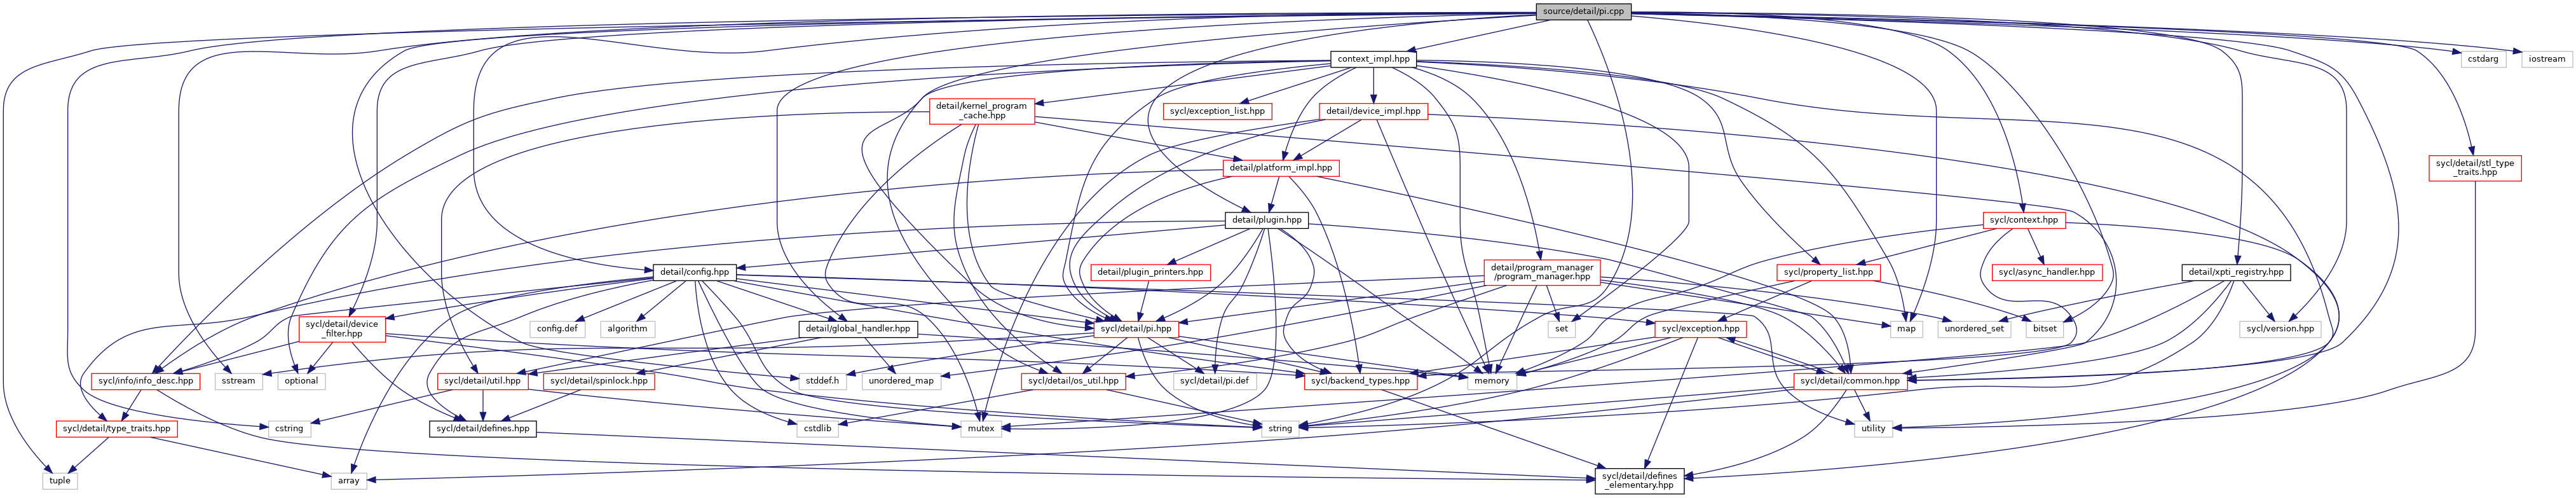 source/detail/pi.cpp
context_impl.hpp
cstdarg
iostream
detail/kernel_program
_cache.hpp
sycl/exception_list.hpp
detail/device_impl.hpp
detail/platform_impl.hpp
sycl/detail/stl_type
_traits.hpp
detail/plugin.hpp
sycl/context.hpp
detail/config.hpp
detail/plugin_printers.hpp
detail/program_manager
/program_manager.hpp
sycl/property_list.hpp
sycl/async_handler.hpp
detail/xpti_registry.hpp
sycl/detail/device
_filter.hpp
config.def
algorithm
detail/global_handler.hpp
sycl/detail/pi.hpp
set
sycl/exception.hpp
map
unordered_set
bitset
sycl/version.hpp
sycl/info/info_desc.hpp
sstream
optional
sycl/detail/util.hpp
sycl/detail/spinlock.hpp
stddef.h
unordered_map
sycl/detail/os_util.hpp
sycl/detail/pi.def
sycl/backend_types.hpp
memory
sycl/detail/common.hpp
sycl/detail/type_traits.hpp
cstring
sycl/detail/defines.hpp
cstdlib
mutex
string
utility
tuple
array
sycl/detail/defines
_elementary.hpp